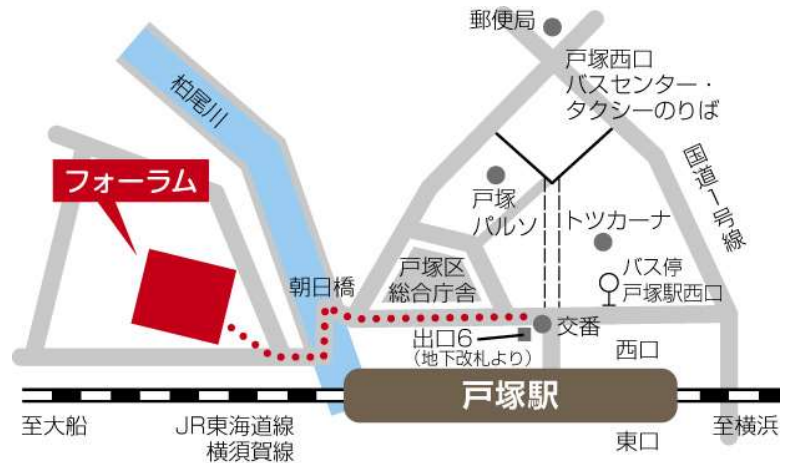 郵便局
戸塚西口
バスセンター・
タクシーのりば
柏尾川
国道1号線
フォーラム
戸塚
パルソ
トツカーナ
戸塚区
総合庁舎
バス停
戸塚駅西口
朝日橋
出口6
(地下改札より)
交番
西口
戸塚駅
至大船
JR東海道線
横須賀線
東口
至横浜